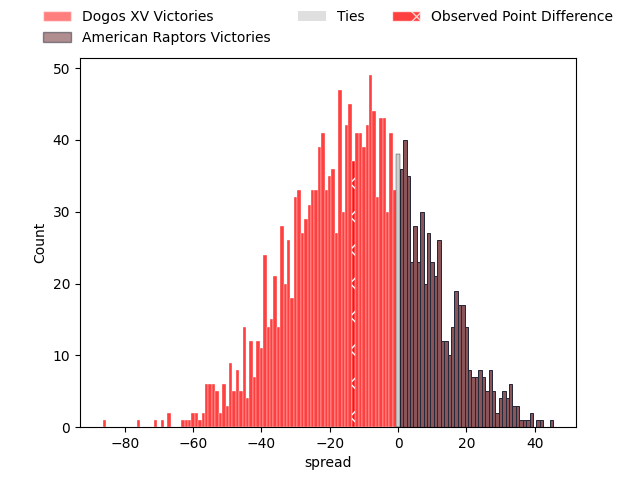 Dogos XV Victories
Ties
Observed Point Difference
American Raptors Victories
50
40
30
20
10
0
Count
−80
−60
−40
−20
0
20
40
spread